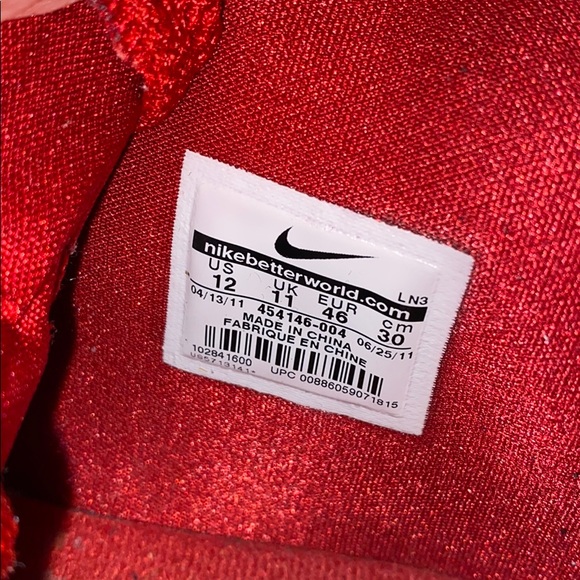 nikebetterworld.com
LN3
US UK EUR cm
12 11 46 30
04/13/11 454146-004 06/25/11
MADE IN CHINA
FABRIQUE EN CHINE
102841600
UPC 00886059071815